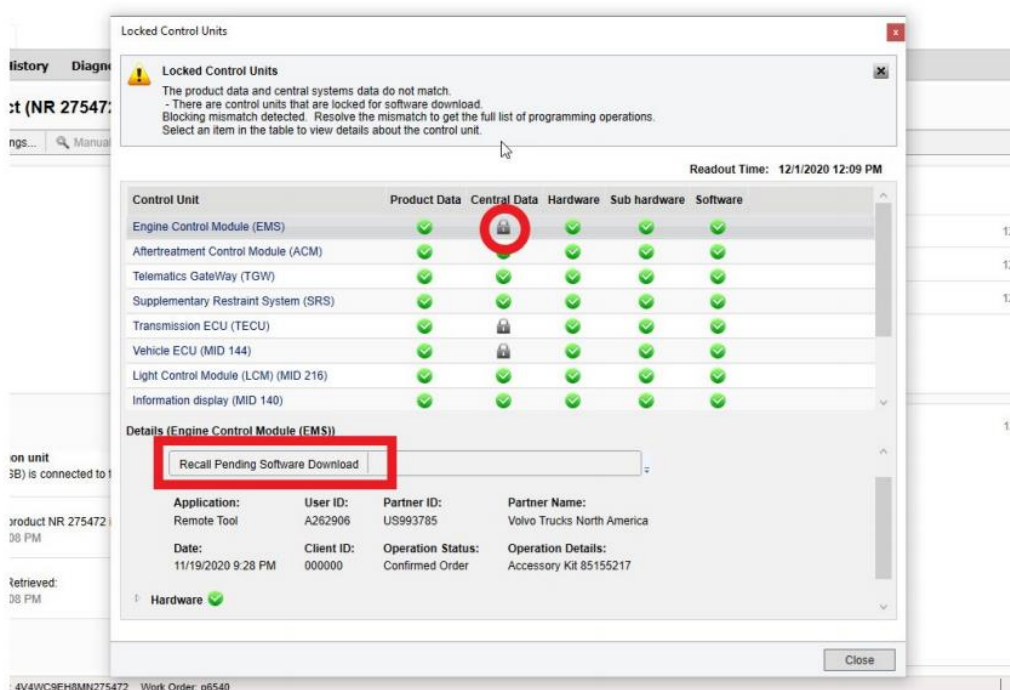 Locked Control Units
History Diagn
ct (NR 27547
ngs... Manual
Locked Control Units
The product data and central systems data do not match.
- There are control units that are locked for software download.
Blocking mismatch detected. Resolve the mismatch to get the full list of programming operations.
Select an item in the table to view details about the control unit.
Readout Time: 12/1/2020 12:09 PM
Control Unit Product Data Central Data Hardware Sub hardware Software
Engine Control Module (EMS)
Aftertreatment Control Module (ACM)
Telematics GateWay (TGW)
Supplementary Restraint System (SRS)
Transmission ECU (TECU)
Vehicle ECU (MID 144)
Light Control Module (LCM) (MID 216)
Information display (MID 140)
Details (Engine Control Module (EMS))
Recall Pending Software Download
on unit
SB) is connected to
Application: User ID: Partner ID: Partner Name:
Remote Tool A262906 US993785 Volvo Trucks North America
product NR 275472
08 PM
Date: Client ID: Operation Status: Operation Details:
11/19/2020 9:28 PM 000000 Confirmed Order Accessory Kit 85155217
Retrieved:
08 PM
Hardware
Close
4V4WC9EH8MN275472 Work Order: p6540